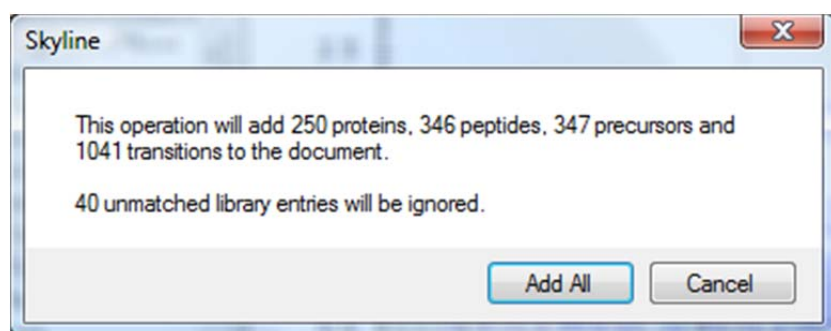 Skyline
This operation will add 250 proteins, 346 peptides, 347 precursors and
1041 transitions to the document.
40 unmatched library entries will be ignored.
Add All
Cancel